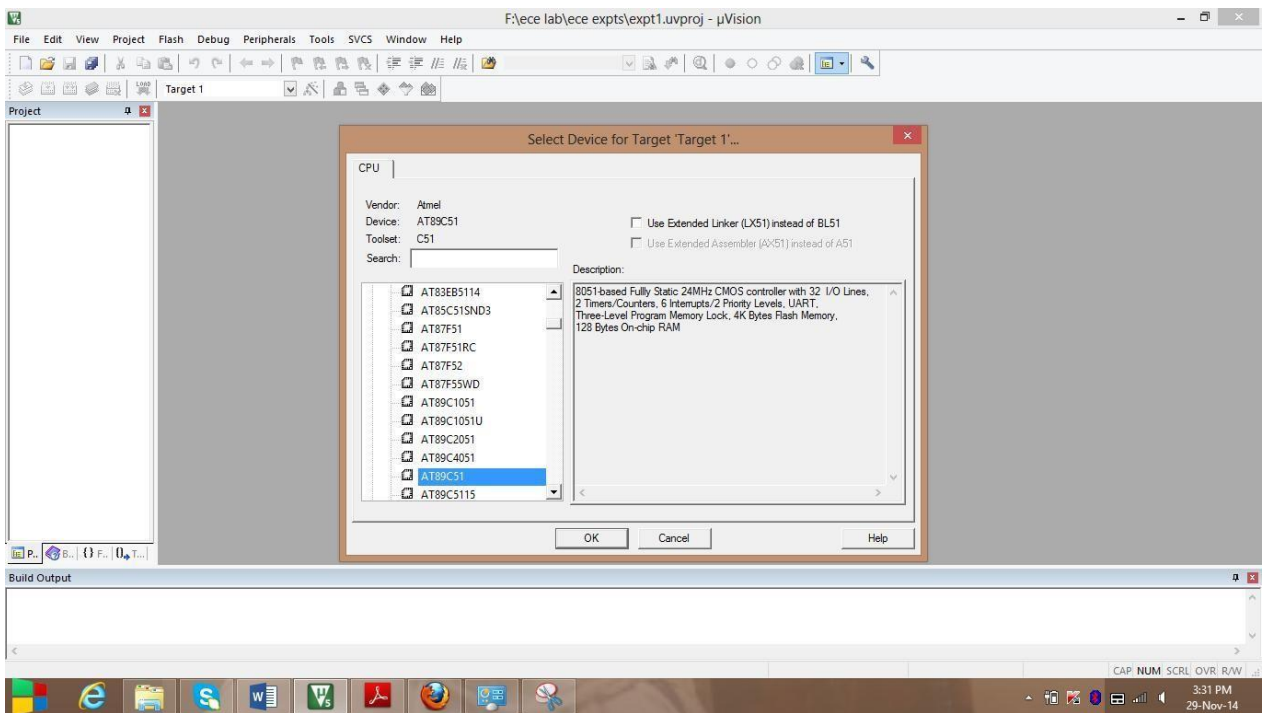 F:\ece lab\ece expts\expt1.uvproj - µVision
File Edit View Project Flash Debug Peripherals Tools SVCS Window Help
LOAD Target 1
Project
Select Device for Target 'Target 1'...
CPU
Vendor: Atmel
Device: AT89C51
Toolset: C51
Search:
Use Extended Linker (LX51) instead of BL51
Use Extended Assembler (AX51) instead of A51
Description:
AT83EB5114
AT85C51SND3
AT87F51
AT87F51RC
AT87F52
AT87F55WD
AT89C1051
AT89C1051U
AT89C2051
AT89C4051
AT89C51
AT89C5115
8051-based Fully Static 24MHz CMOS controller with 32 I/O Lines,
2 Timers/Counters, 6 Interrupts/2 Priority Levels, UART,
Three-Level Program Memory Lock, 4K Bytes Flash Memory,
128 Bytes On-chip RAM
OK Cancel Help
P... B... {} F... 0 T...
Build Output
CAP NUM SCRL OVR R/W
3:31 PM
29-Nov-14